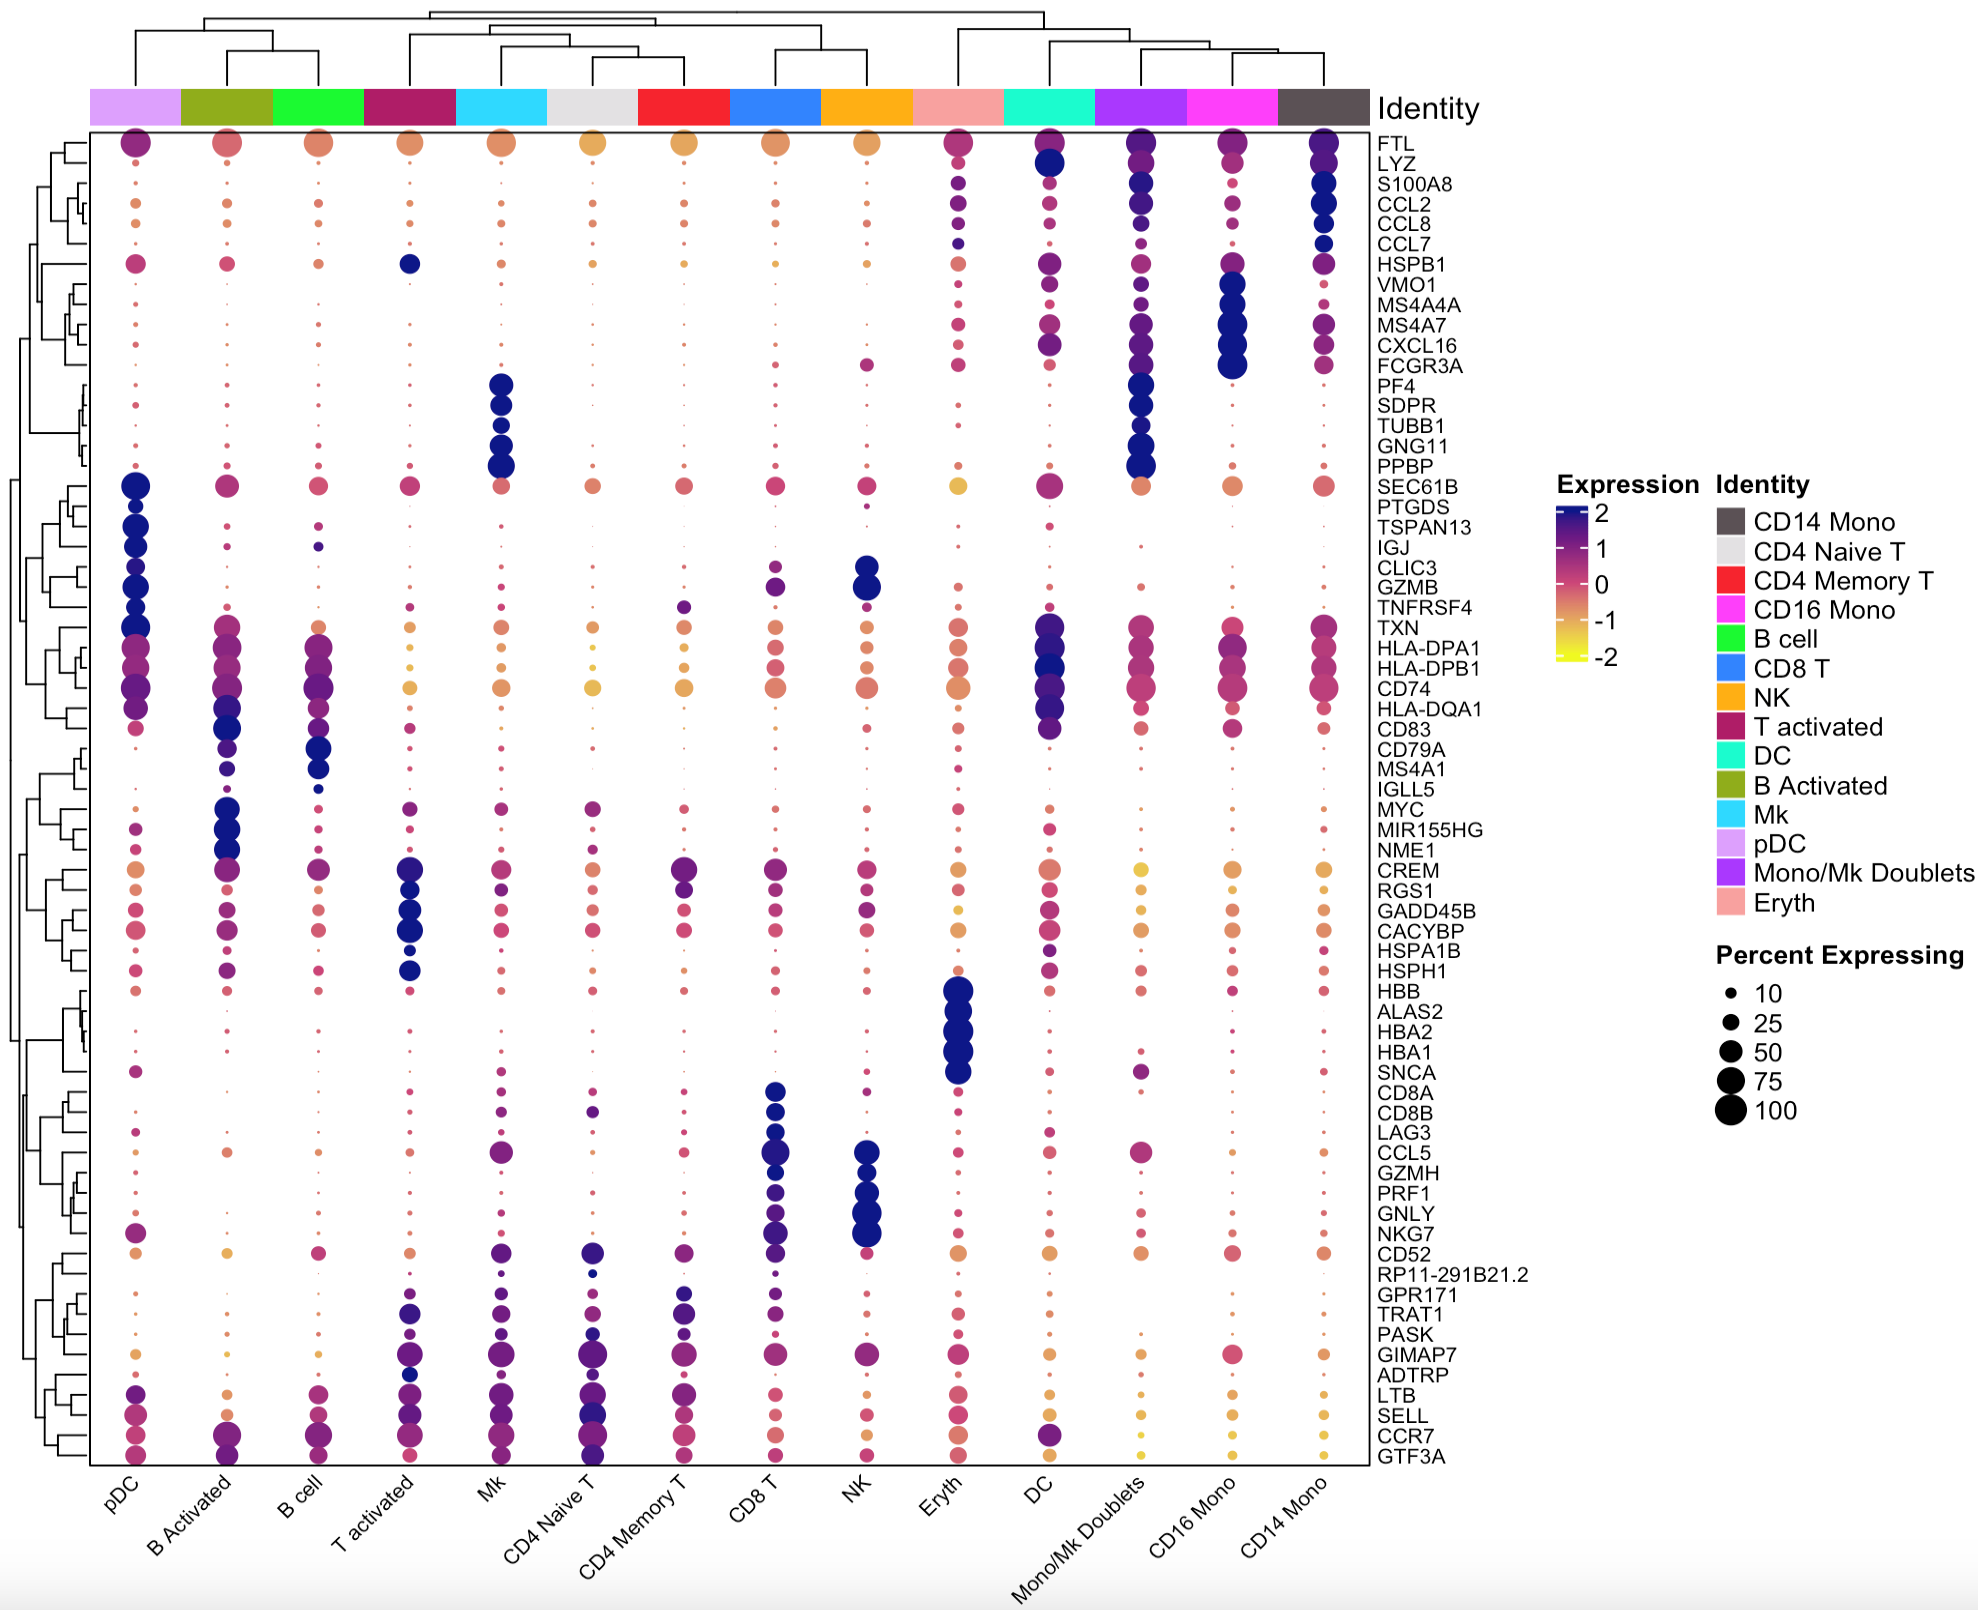 Identity
FTL
LYZ
S100A8
CCL2
CCL8
CCL7
HSPB1
VMO1
MS4A4A
MS4A7
CXCL16
FCGR3A
PF4
SDPR
TUBB1
GNG11
PPBP
SEC61B
PTGDS
TSPAN13
IGJ
CLIC3
GZMB
TNFRSF4
TXN
HLA-DPA1
HLA-DPB1
CD74
HLA-DQA1
CD83
CD79A
MS4A1
IGLL5
MYC
MIR155HG
NME1
CREM
RGS1
GADD45B
CACYBP
HSPA1B
HSPH1
HBB
ALAS2
HBA2
HBA1
SNCA
CD8A
CD8B
LAG3
CCL5
GZMH
PRF1
GNLY
NKG7
CD52
RP11-291B21.2
GPR171
TRAT1
PASK
GIMAP7
ADTRP
LTB
SELL
CCR7
GTF3A
pDC
B Activated
B cell
T activated
Mk
CD4 Naive T
CD4 Memory T
CD8 T
NK
Eryth
DC
Mono/Mk Doublets
CD16 Mono
CD14 Mono
Expression
2
1
0
-1
-2
Identity
CD14 Mono
CD4 Naive T
CD4 Memory T
CD16 Mono
B cell
CD8 T
NK
T activated
DC
B Activated
Mk
pDC
Mono/Mk Doublets
Eryth
Percent Expressing
10
25
50
75
100